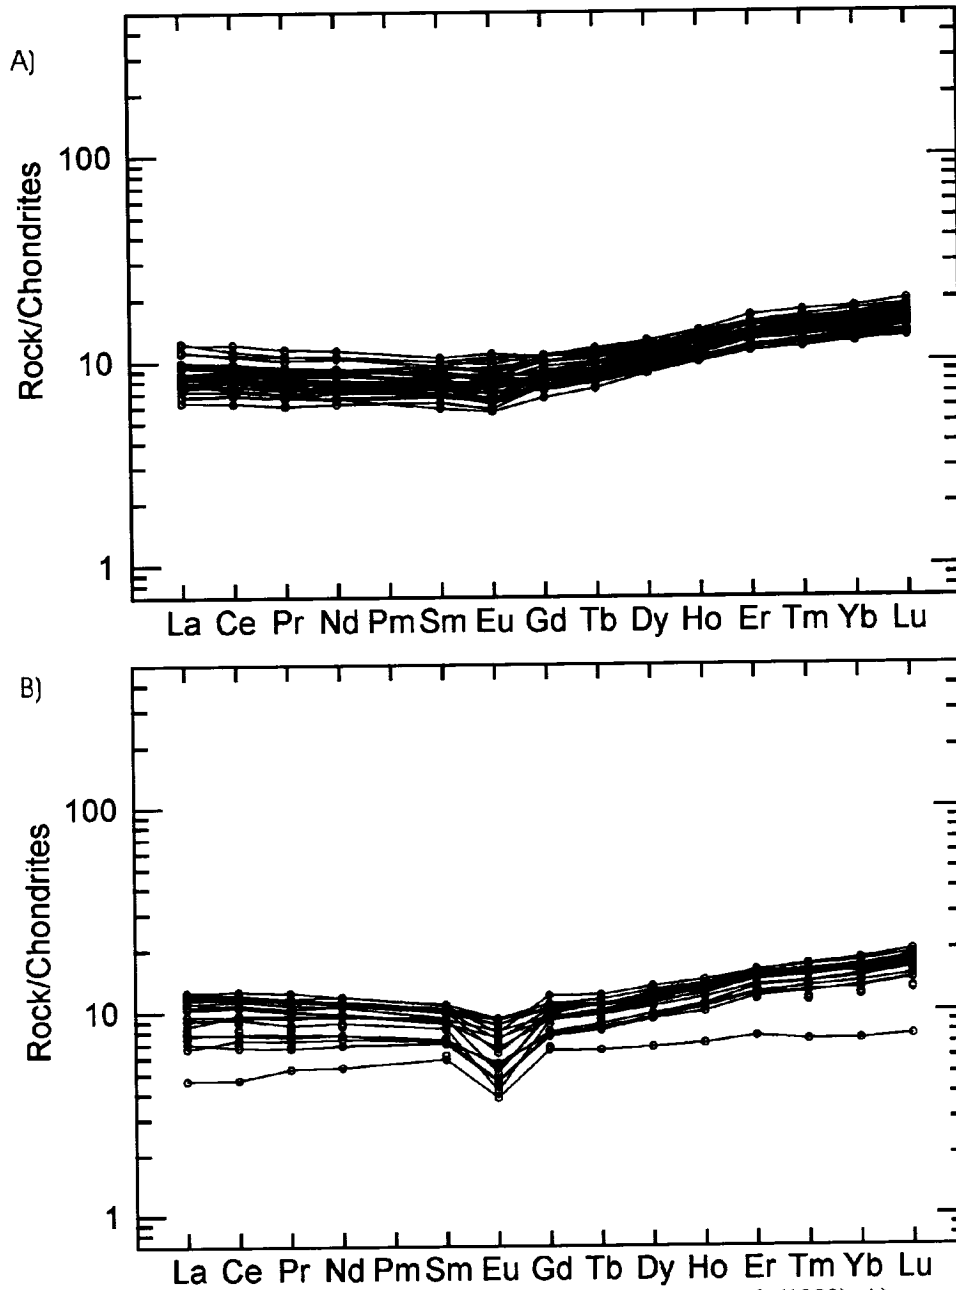 A)
Rock/Chondrites
100
10
1
La Ce Pr Nd Pm Sm Eu Gd Tb Dy Ho Er Tm Yb Lu
B)
Rock/Chondrites
100
10
1
La Ce Pr Nd Pm Sm Eu Gd Tb Dy Ho Er Tm Yb Lu